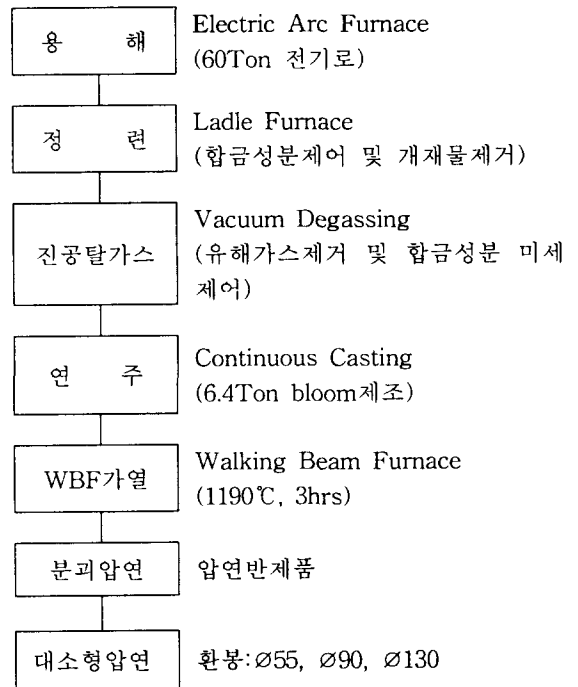 용 해
Electric Arc Furnace
(60Ton 전기로)
정 련
Ladle Furnace
(합금성분제어 및 개재물제거)
진공탈가스
Vacuum Degassing
(유해가스제거 및 합금성분 미세
제어)
연 주
Continuous Casting
(6.4Ton bloom제조)
WBF가열
Walking Beam Furnace
(1190℃, 3hrs)
분괴압연
압연반제품
대소형압연
환봉:∅55, ∅90, ∅130